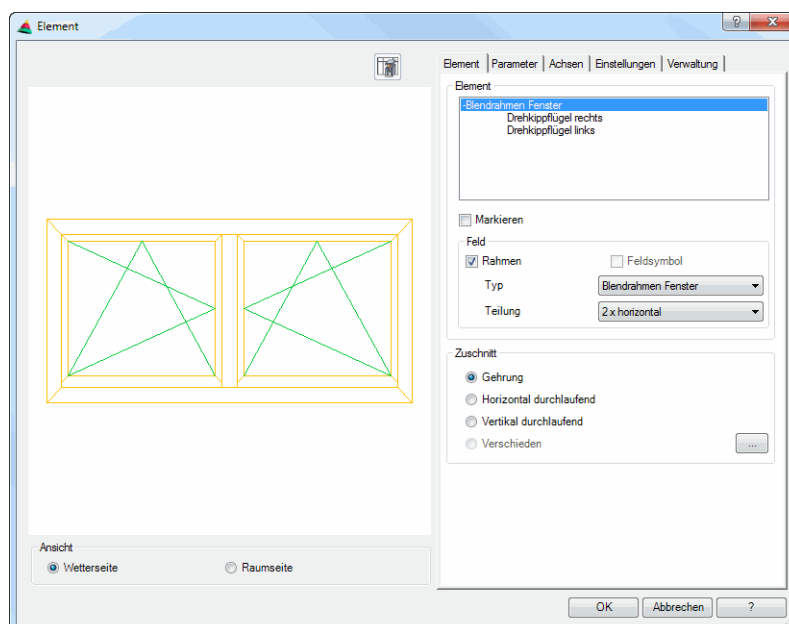 Element
?
Element Parameter Achsen Einstellungen Verwaltung
Element
-Blendrahmen Fenster
Drehkippflügel rechts
Drehkippflügel links
Markieren
Feld
Rahmen Feldsymbol
Typ Blendrahmen Fenster
Teilung 2 x horizontal
Zuschnitt
Gehrung
Horizontal durchlaufend
Vertikal durchlaufend
Verschieden ...
Ansicht
Wetterseite Raumseite
OK Abbrechen ?